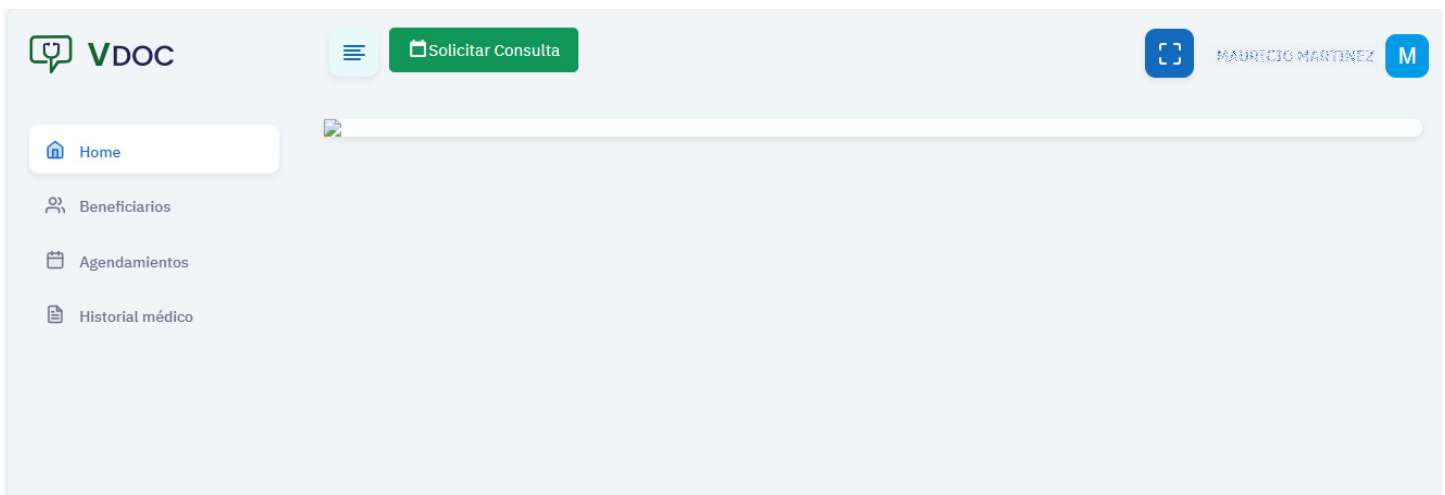 VDOC
Solicitar Consulta
MAURICIO MARTINEZ
M
Home
Beneficiarios
Agendamientos
Historial médico